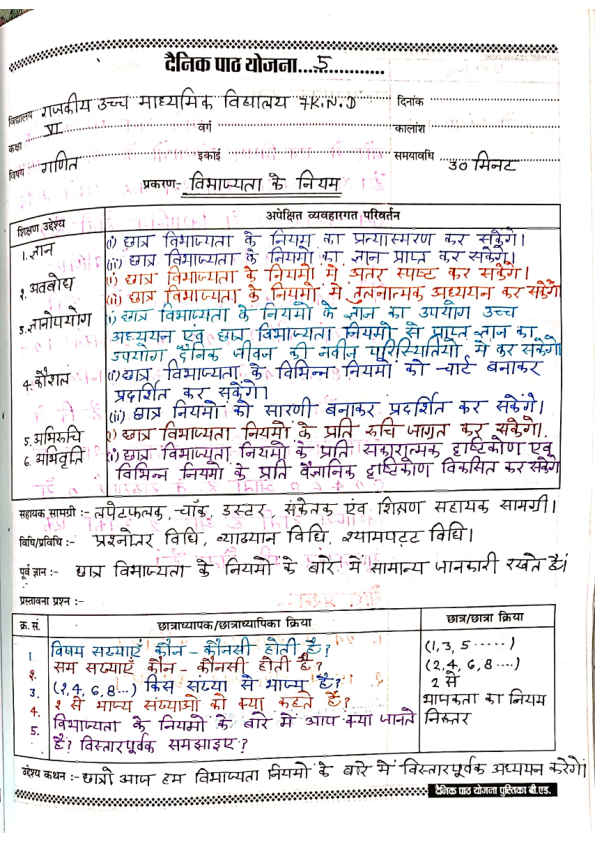 दैनिक पाठ योजना...5...
विद्यालय राजकीय उच्च माध्यमिक विद्यालय 7K.N.D दिनांक
कक्षा VI वर्ग कालांश
विषय गणित इकाई समयावधि 30 मिनट
प्रकरण:- विभाज्यता के नियम
शिक्षण उद्देश्य अपेक्षित व्यवहारगत परिवर्तन
1. ज्ञान (i) छात्र विभाज्यता के नियम का प्रत्यास्मरण कर सकेंगे।
(ii) छात्र विभाज्यता के नियमों का ज्ञान प्राप्त कर सकेंगे।
2. अवबोध (i) छात्र विभाज्यता के नियमों में अंतर स्पष्ट कर सकेंगे।
(ii) छात्र विभाज्यता के नियमों में तुलनात्मक अध्ययन कर सकेंगे
3. ज्ञानोपयोग (i) छात्र विभाज्यता के नियमों के ज्ञान का उपयोग उच्च
अध्ययन एवं छात्र विभाज्यता नियमों से प्राप्त ज्ञान का
उपयोग दैनिक जीवन की नवीन परिस्थितियों में कर सकेंगे
4. कौशल (i) छात्र विभाज्यता के विभिन्न नियमों को चार्ट बनाकर
प्रदर्शित कर सकेंगे।
(ii) छात्र नियमों को सारणी बनाकर प्रदर्शित कर सकेंगे।
5. अभिरुचि i) छात्र विभाज्यता नियमों के प्रति रुचि जागृत कर सकेंगे।
6. अभिवृत्ति (i) छात्र विभाज्यता नियमों के प्रति सकारात्मक दृष्टिकोण एवं
विभिन्न नियमों के प्रति वैज्ञानिक दृष्टिकोण विकसित कर सकेंगे
सहायक सामग्री :- लपेटफलक, चॉक, डस्टर, संकेतक एंव शिक्षण सहायक सामग्री।
विधि/प्रविधि :- प्रश्नोत्तर विधि, व्याख्यान विधि, श्यामपट्ट विधि।
पूर्व ज्ञान :- छात्र विभाज्यता के नियमों के बारे में सामान्य जानकारी रखते हैं।
प्रस्तावना प्रश्न :-
क्र. सं. छात्राध्यापक/छात्राध्यापिका क्रिया छात्र/छात्रा क्रिया
1. विषम सख्याएँ कौन - कौनसी होती है? (1, 3, 5 ......)
2. सम सख्याएँ कौन - कौनसी होती है? (2, 4, 6, 8 ....)
3. (2, 4, 6, 8...) किस संख्या से भाज्य हैं? 2 से
4. 2 से भाज्य संख्याओं को क्या कहते हैं? भाजकता का नियम
5. विभाज्यता के नियमों के बारे में आप क्या जानते निरुत्तर
है? विस्तारपूर्वक समझाइए?
उद्देश्य कथन :- छात्रों आज हम विभाज्यता नियमों के बारे में विस्तारपूर्वक अध्ययन करेंगे।
दैनिक पाठ योजना पुस्तिका बी.एड.